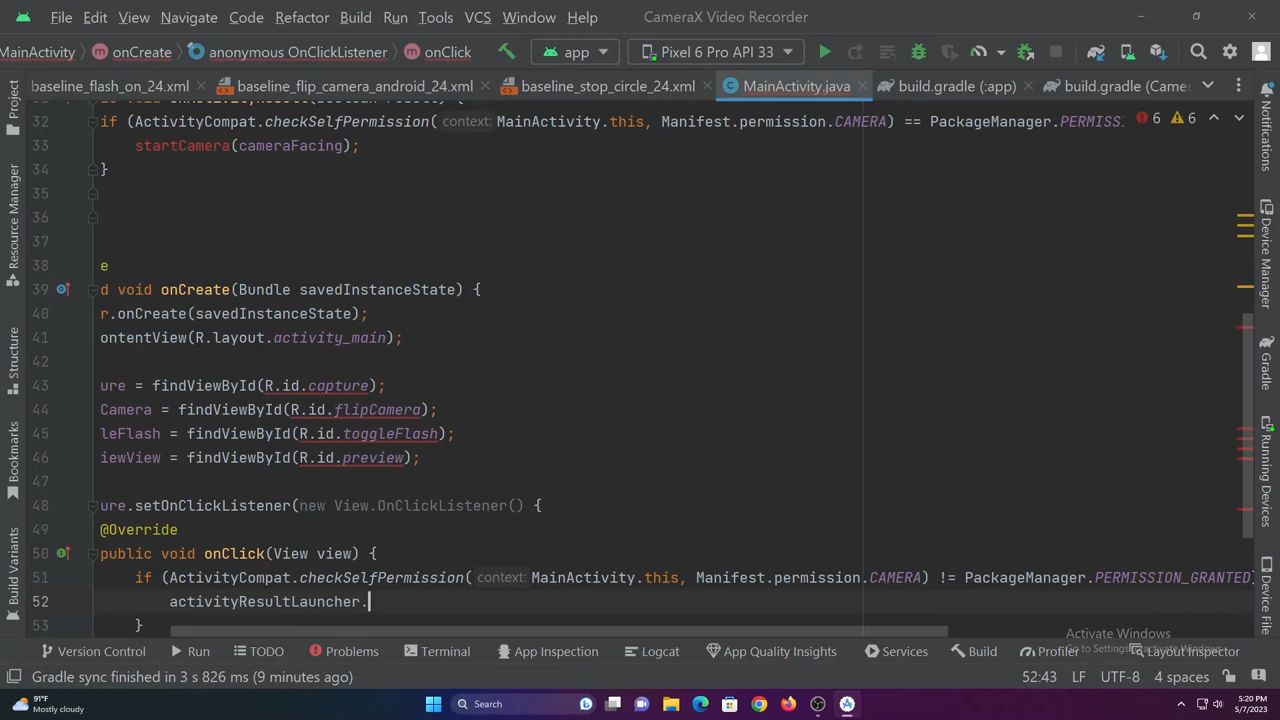 File Edit View Navigate Code Refactor Build Run Tools VCS Window Help CameraX Video Recorder
MainActivity onCreate anonymous OnClickListener onClick app Pixel 6 Pro API 33
baseline_flash_on_24.xml baseline_flip_camera_android_24.xml baseline_stop_circle_24.xml MainActivity.java build.gradle (:app) build.gradle (Came
32 if (ActivityCompat.checkSelfPermission( context: MainActivity.this, Manifest.permission.CAMERA) == PackageManager.PERMISS 6 6
33 startCamera(cameraFacing);
34 }
35
36
37
38 e
39 d void onCreate(Bundle savedInstanceState) {
40 r.onCreate(savedInstanceState);
41 ontentView(R.layout.activity_main);
42
43 ure = findViewById(R.id.capture);
44 Camera = findViewById(R.id.flipCamera);
45 leFlash = findViewById(R.id.toggleFlash);
46 iewView = findViewById(R.id.preview);
47
48 ure.setOnClickListener(new View.OnClickListener() {
49 @Override
50 public void onClick(View view) {
51 if (ActivityCompat.checkSelfPermission( context: MainActivity.this, Manifest.permission.CAMERA) != PackageManager.PERMISSION_GRANTED
52 activityResultLauncher.
53 }
Project
Resource Manager
Structure
Bookmarks
Build Variants
Notifications
Device Manager
Gradle
Running Devices
Device File
Activate Windows
Go to Settings to activate Windows.
Version Control Run TODO Problems Terminal App Inspection Logcat App Quality Insights Services Build Profiler Layout Inspector
Gradle sync finished in 3 s 826 ms (9 minutes ago) 52:43 LF UTF-8 4 spaces
91°F
Mostly cloudy
Search
5:20 PM
5/7/2023